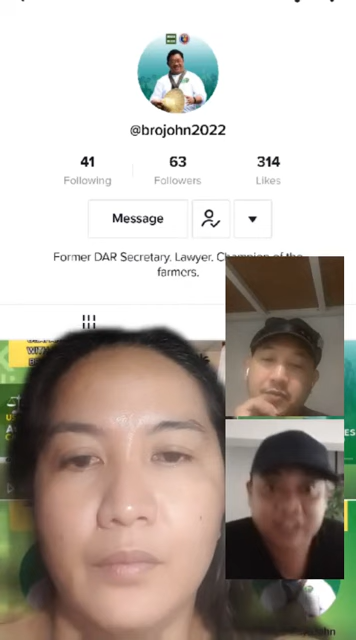 @brojohn2022
41 63 314
Following Followers Likes
Message
Former DAR Secretary. Lawyer. Champion of the
farmers.